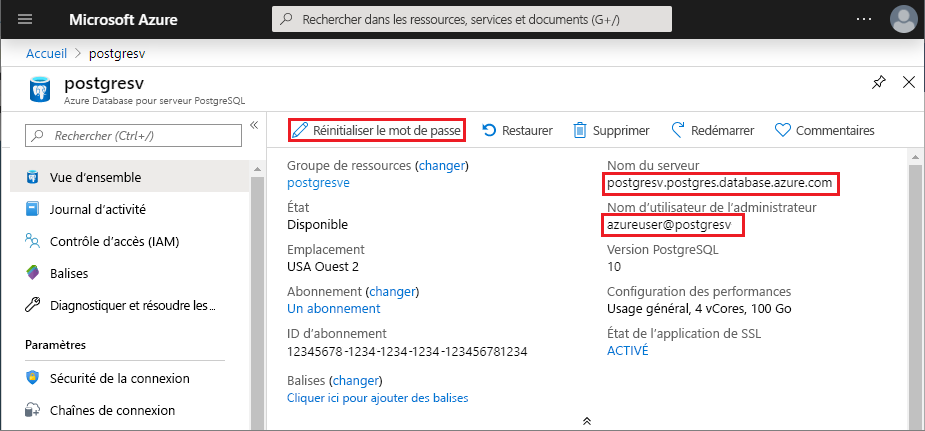 Microsoft Azure
Rechercher dans les ressources, services et documents (G+/)
Accueil > postgresv
postgresv
Azure Database pour serveur PostgreSQL
Rechercher (Ctrl+/)
Vue d'ensemble
Journal d'activité
Contrôle d'accès (IAM)
Balises
Diagnostiquer et résoudre les ...
Paramètres
Sécurité de la connexion
Chaînes de connexion
Réinitialiser le mot de passe
Restaurer
Supprimer
Redémarrer
Commentaires
Groupe de ressources (changer)
postgresve
État
Disponible
Emplacement
USA Ouest 2
Abonnement (changer)
Un abonnement
ID d'abonnement
12345678-1234-1234-1234-123456781234
Balises (changer)
Cliquer ici pour ajouter des balises
Nom du serveur
postgresv.postgres.database.azure.com
Nom d'utilisateur de l'administrateur
azureuser@postgresv
Version PostgreSQL
10
Configuration des performances
Usage général, 4 vCores, 100 Go
État de l'application de SSL
ACTIVÉ